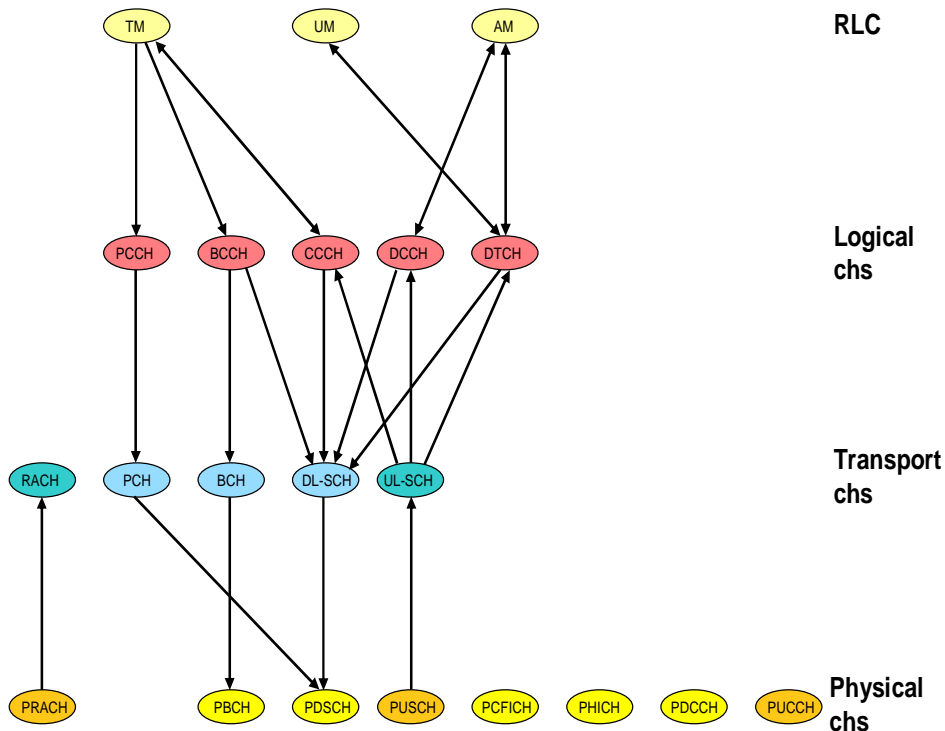 TM
UM
AM
RLC
PCCH
BCCH
CCCH
DCCH
DTCH
Logical
chs
RACH
PCH
BCH
DL-SCH
UL-SCH
Transport
chs
PRACH
PBCH
PDSCH
PUSCH
PCFICH
PHICH
PDCCH
PUCCH
Physical
chs